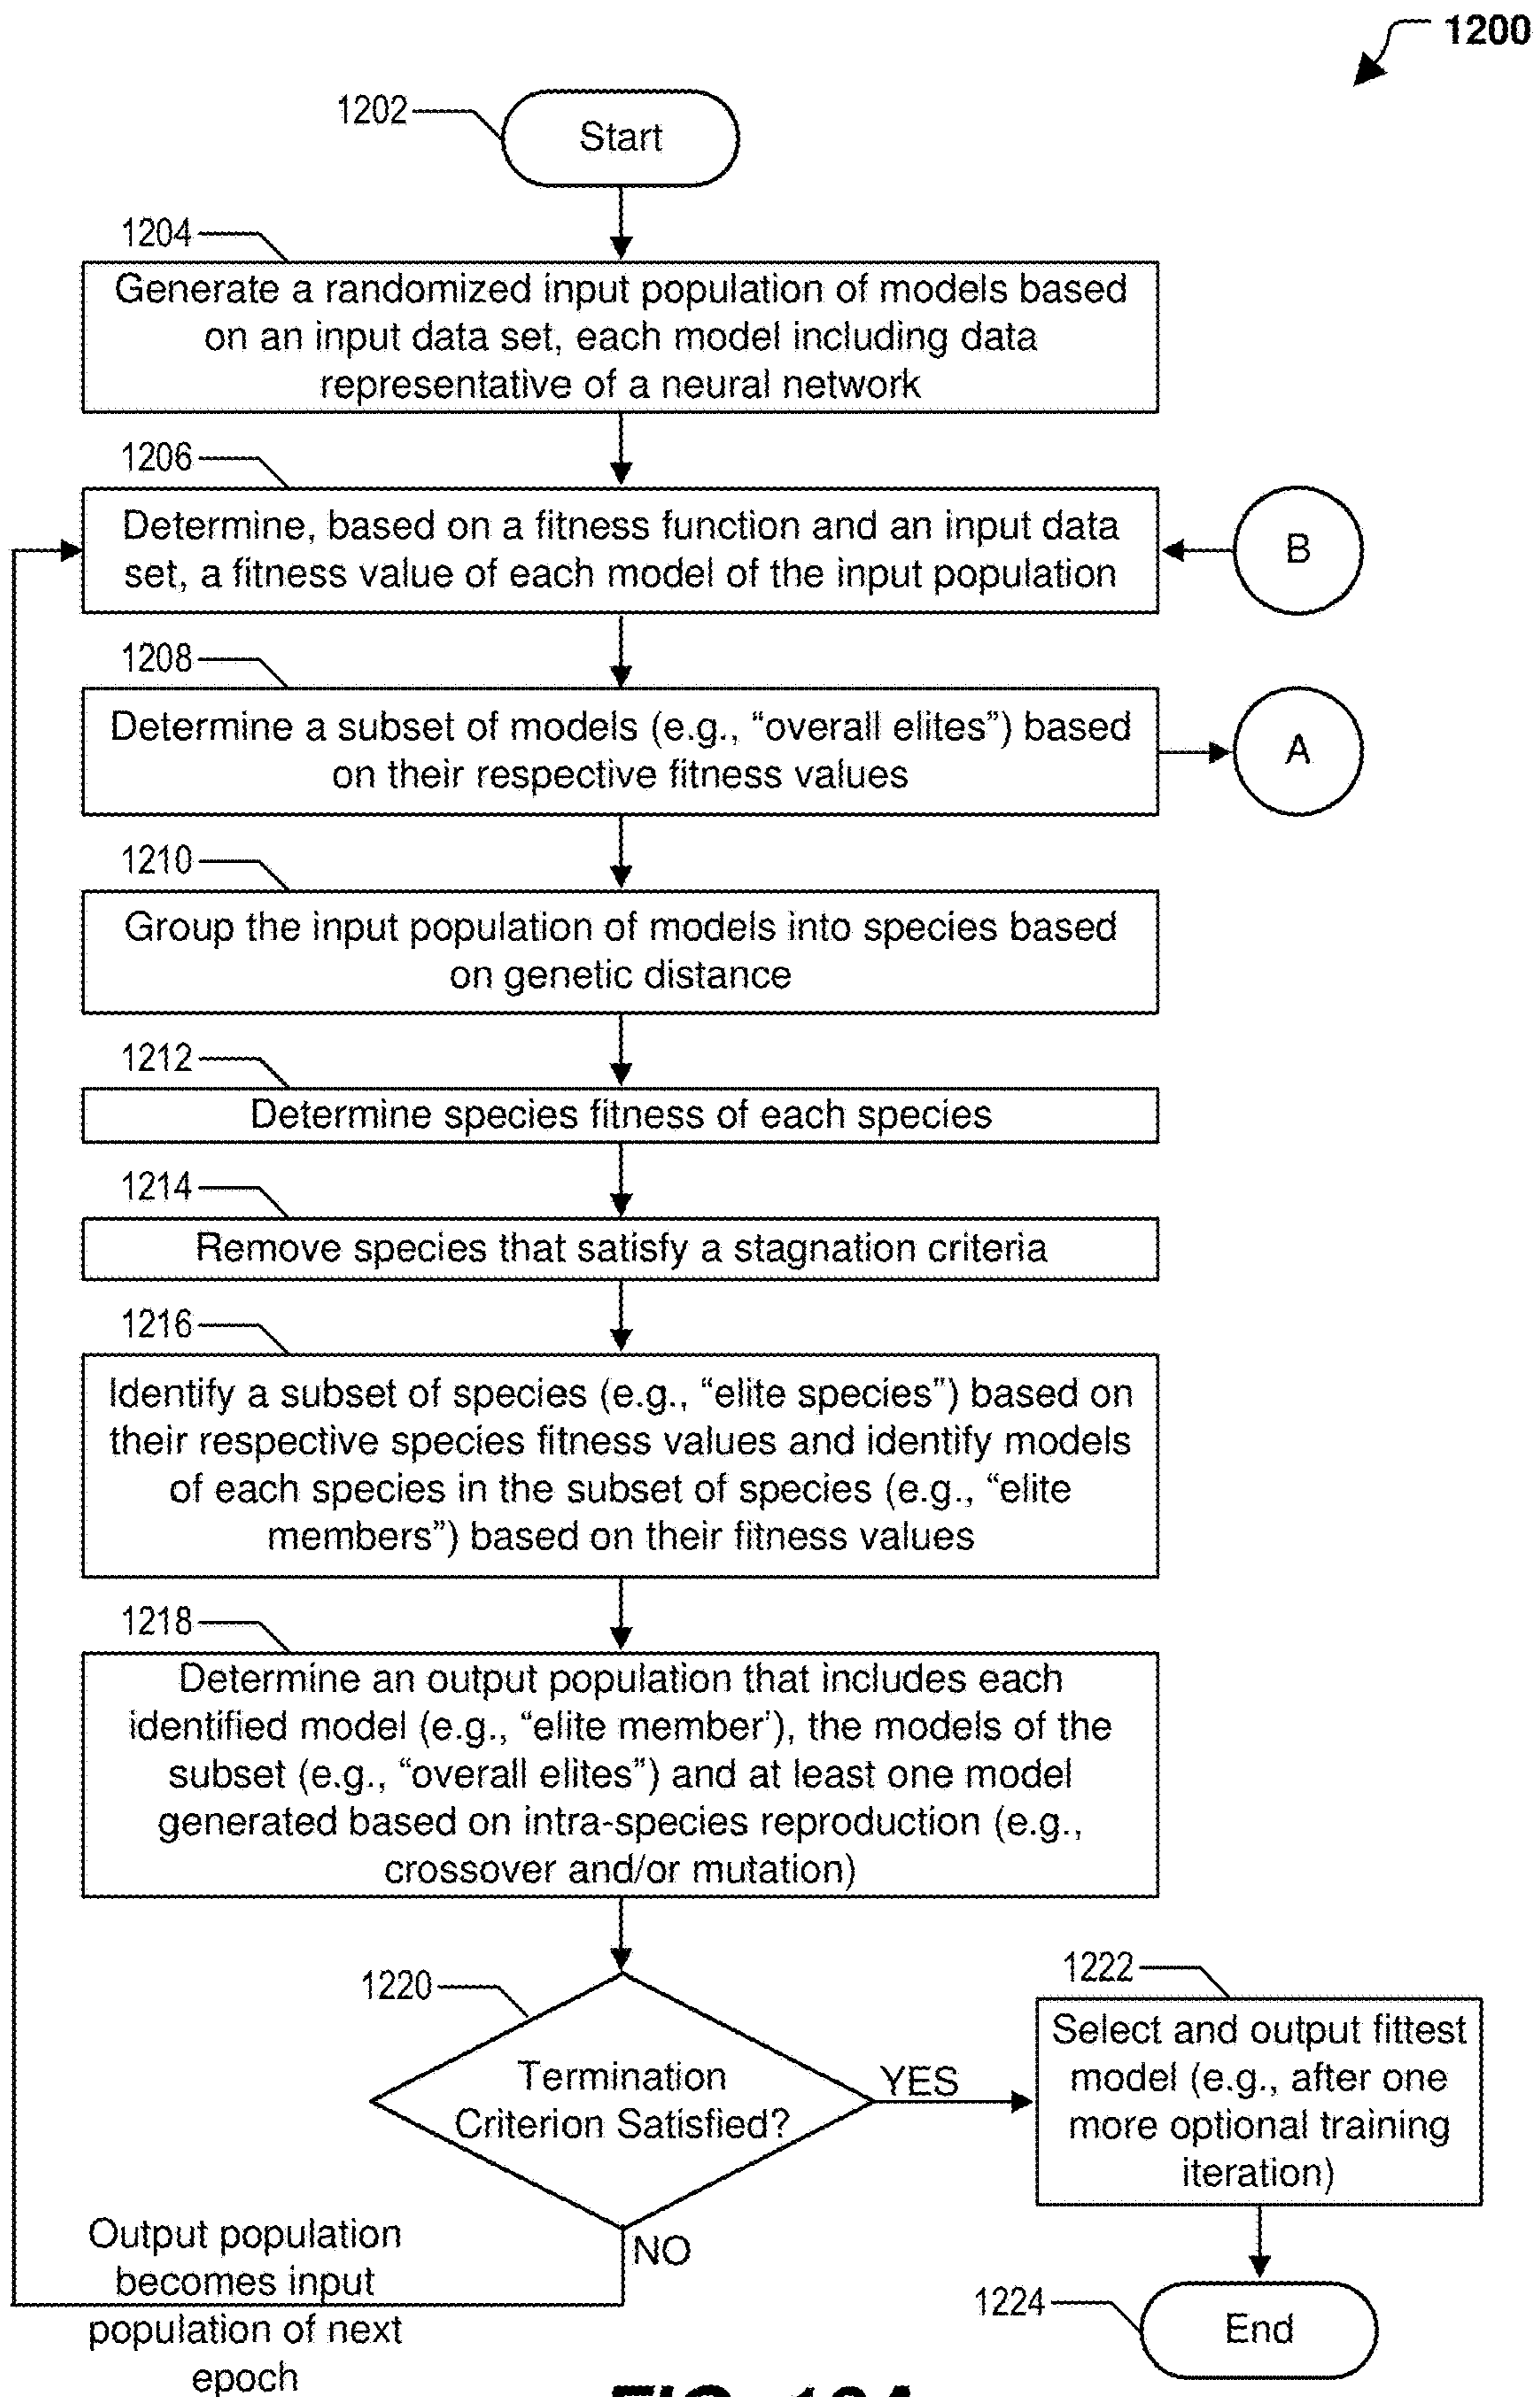 1200
1202
Start
1204
Generate a randomized input population of models based
on an input data set, each model including data
representative of a neural network
1206
Determine, based on a fitness function and an input data
set, a fitness value of each model of the input population
B
1208
Determine a subset of models (e.g., “overall elites”) based
on their respective fitness values
A
1210
Group the input population of models into species based
on genetic distance
1212
Determine species fitness of each species
1214
Remove species that satisfy a stagnation criteria
1216
Identify a subset of species (e.g., “elite species”) based on
their respective species fitness values and identify models
of each species in the subset of species (e.g., “elite
members”) based on their fitness values
1218
Determine an output population that includes each
identified model (e.g., “elite member’), the models of the
subset (e.g., “overall elites”) and at least one model
generated based on intra-species reproduction (e.g.,
crossover and/or mutation)
1220
Termination
Criterion Satisfied?
YES
NO
1222
Select and output fittest
model (e.g., after one
more optional training
iteration)
Output population
becomes input
population of next
epoch
1224
End